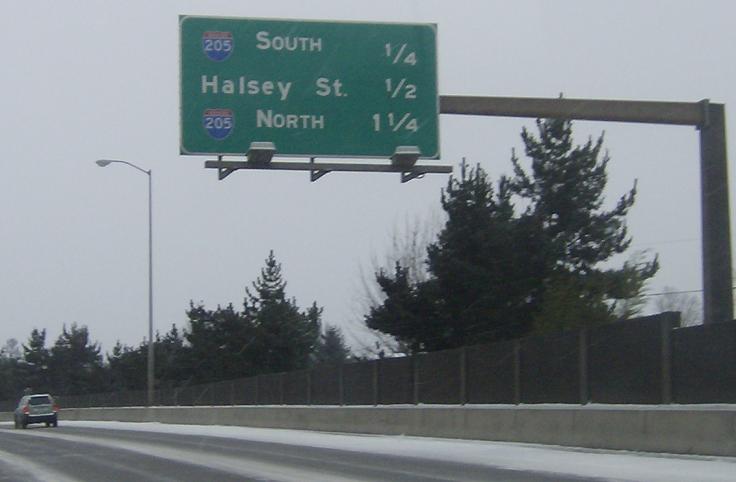 205 SOUTH 1/4
Halsey St. 1/2
205 NORTH 1 1/4